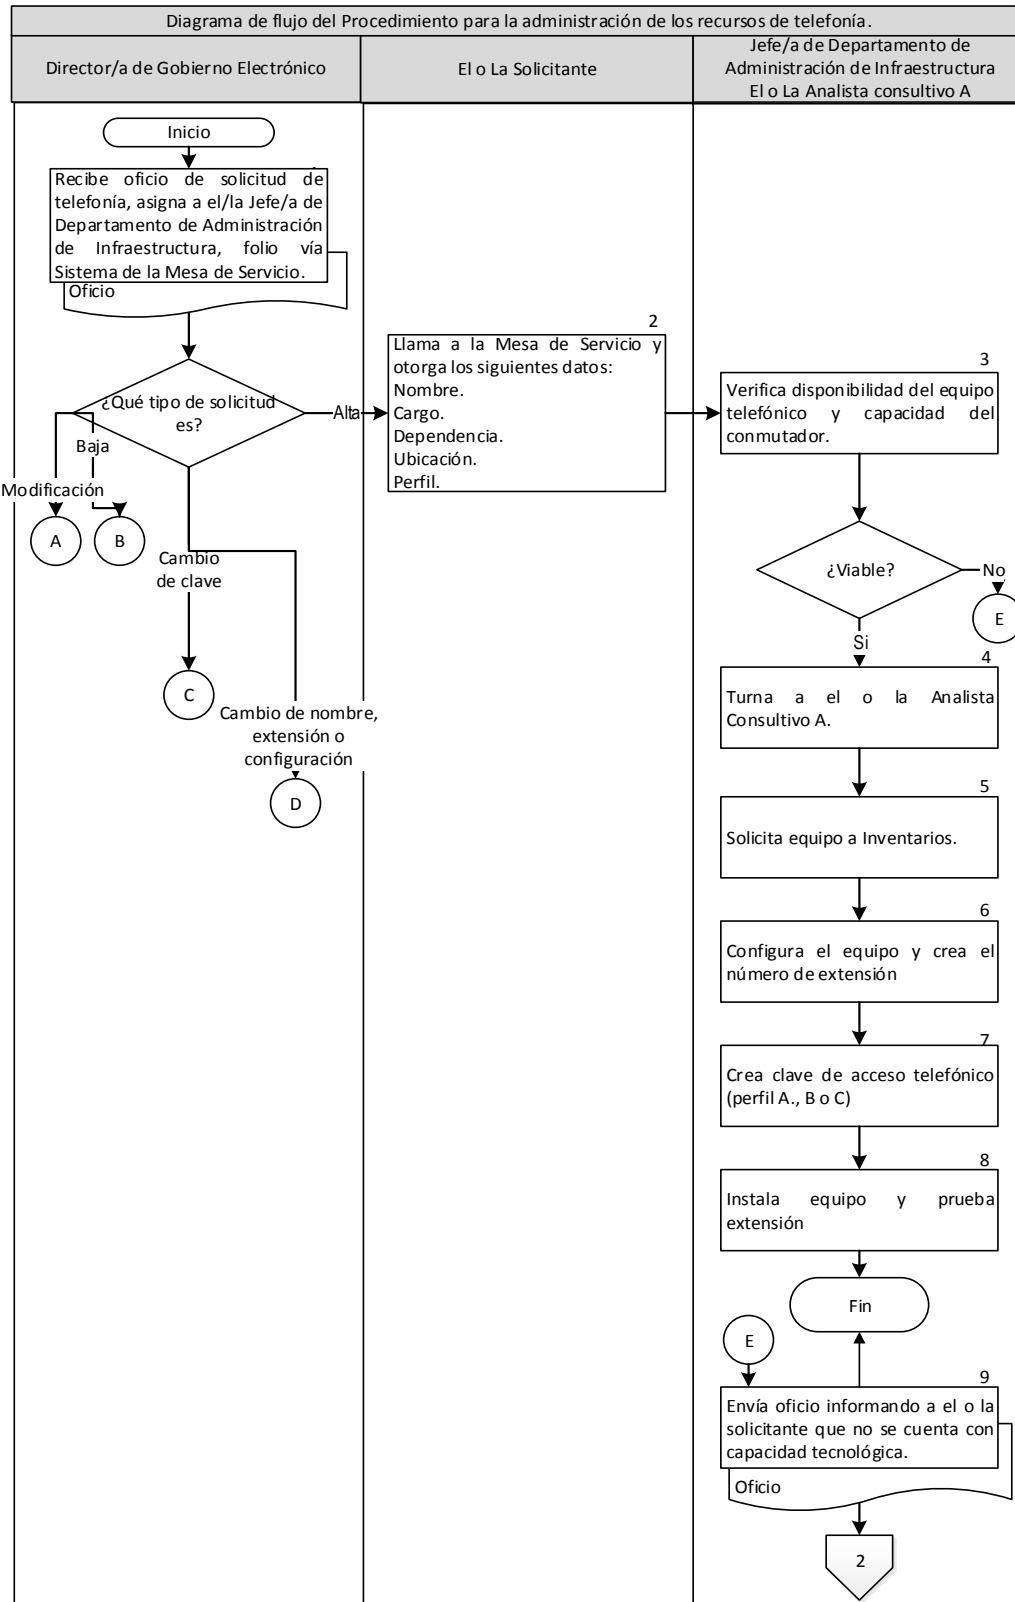 Diagrama de flujo del Procedimiento para la administración de los recursos de telefonía.
Director/a de Gobierno Electrónico
El o La Solicitante
Jefe/a de Departamento de
Administración de Infraestructura
El o La Analista consultivo A
Inicio
Recibe oficio de solicitud de
telefonía, asigna a el/la Jefe/a de
Departamento de Administración
de Infraestructura, folio vía
Sistema de la Mesa de Servicio.
Oficio
¿Qué tipo de solicitud
es?
Alta
Baja
Modificación
A
B
Cambio
de clave
C
Cambio de nombre,
extensión o
configuración
D
2
Llama a la Mesa de Servicio y
otorga los siguientes datos:
Nombre.
Cargo.
Dependencia.
Ubicación.
Perfil.
3
Verifica disponibilidad del equipo
telefónico y capacidad del
conmutador.
¿Viable?
No
E
Si
4
Turna a el o la Analista
Consultivo A.
5
Solicita equipo a Inventarios.
6
Configura el equipo y crea el
número de extensión
7
Crea clave de acceso telefónico
(perfil A., B o C)
8
Instala equipo y prueba
extensión
Fin
E
9
Envía oficio informando a el o la
solicitante que no se cuenta con
capacidad tecnológica.
Oficio
2